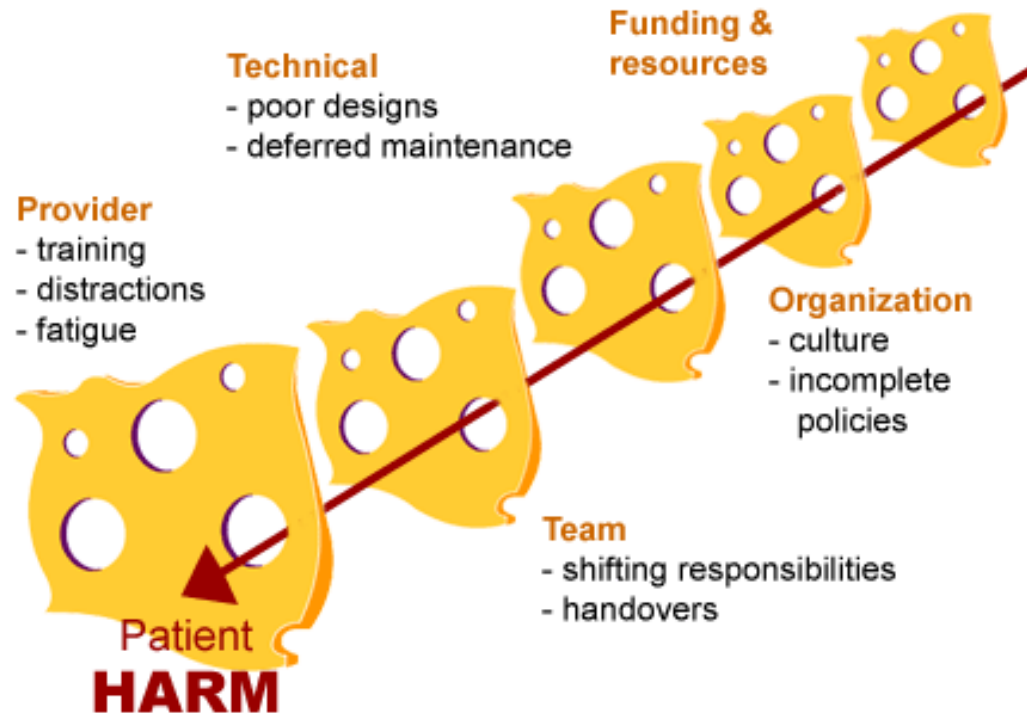 Funding &
resources
Technical
- poor designs
- deferred maintenance
Provider
- training
- distractions
- fatigue
Organization
- culture
- incomplete
policies
Team
- shifting responsibilities
- handovers
Patient
HARM